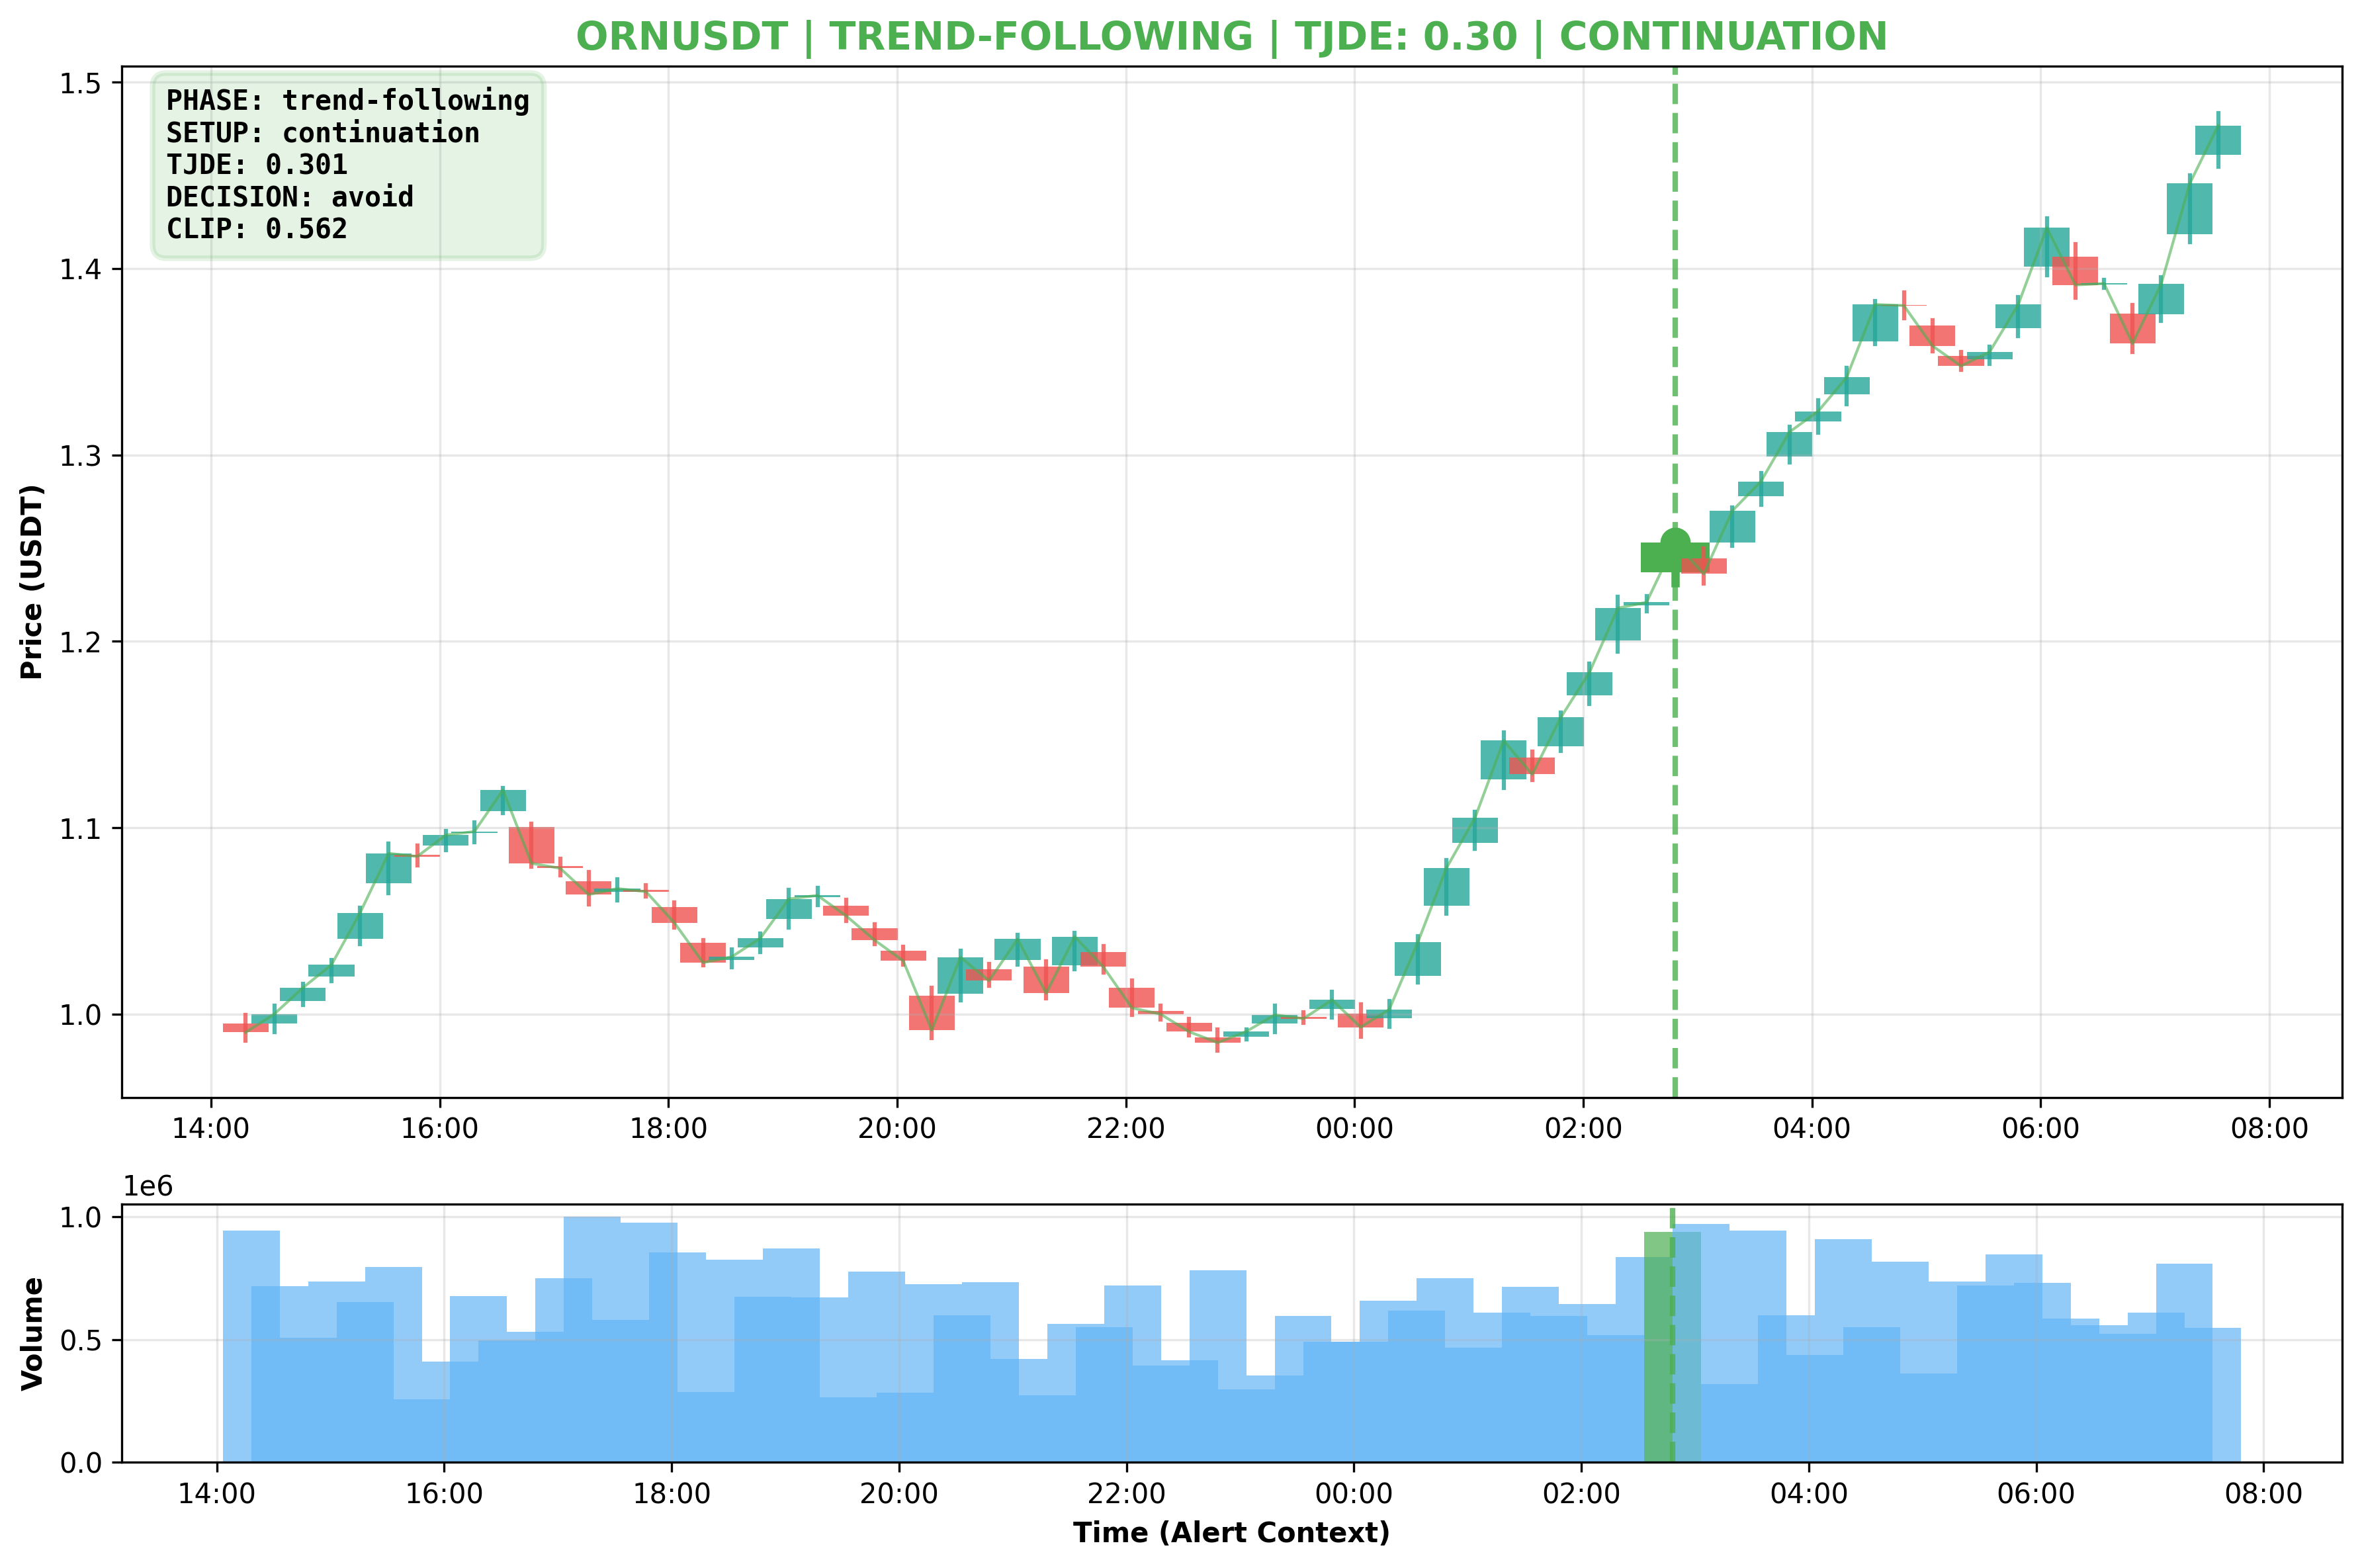 ORNUSDT | TREND-FOLLOWING | TJDE: 0.30 | CONTINUATION
PHASE: trend-following
SETUP: continuation
TJDE: 0.301
DECISION: avoid
CLIP: 0.562
Price (USDT)
1.5
1.4
1.3
1.2
1.1
1.0
14:00 16:00 18:00 20:00 22:00 00:00 02:00 04:00 06:00 08:00
1e6
Volume
1.0
0.5
0.0
14:00 16:00 18:00 20:00 22:00 00:00 02:00 04:00 06:00 08:00
Time (Alert Context)